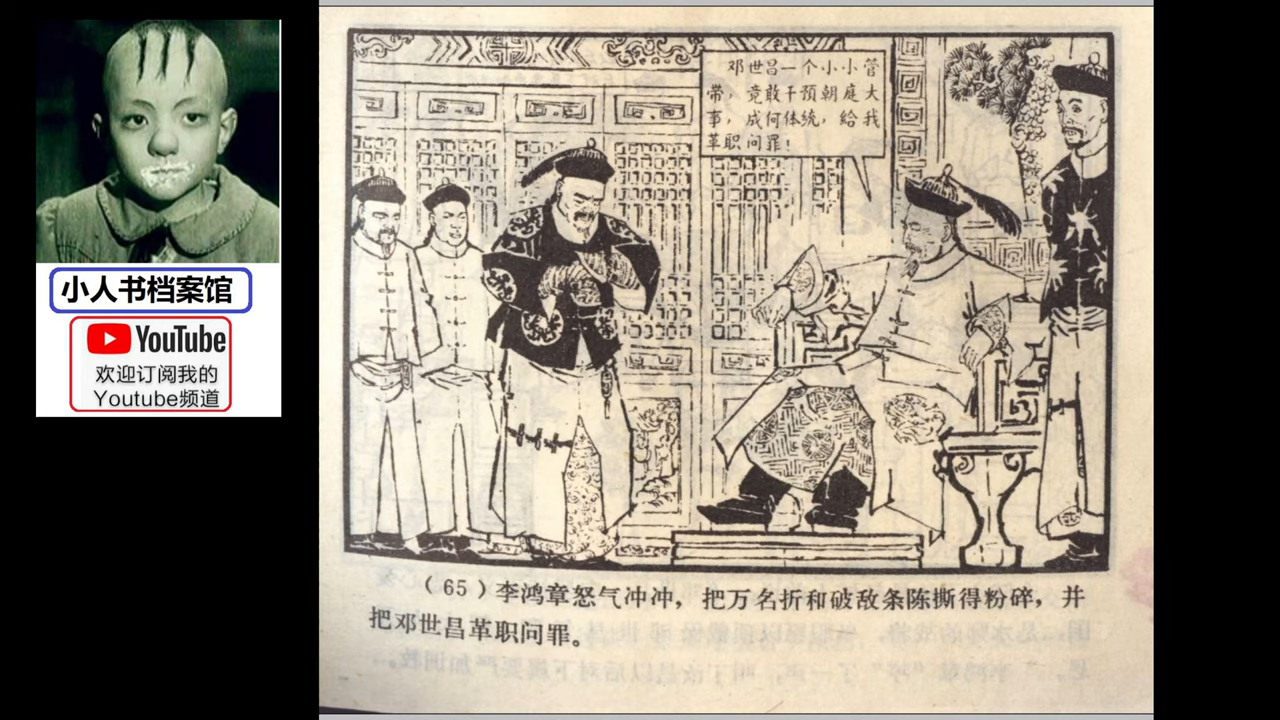 小人书档案馆
YouTube
欢迎订阅我的
Youtube频道
邓世昌一个小小管
带，竟敢干预朝庭大
事，成何体统，给我
革职问罪！
（65）李鸿章怒气冲冲，把万名折和破敌条陈撕得粉碎，并
把邓世昌革职问罪。